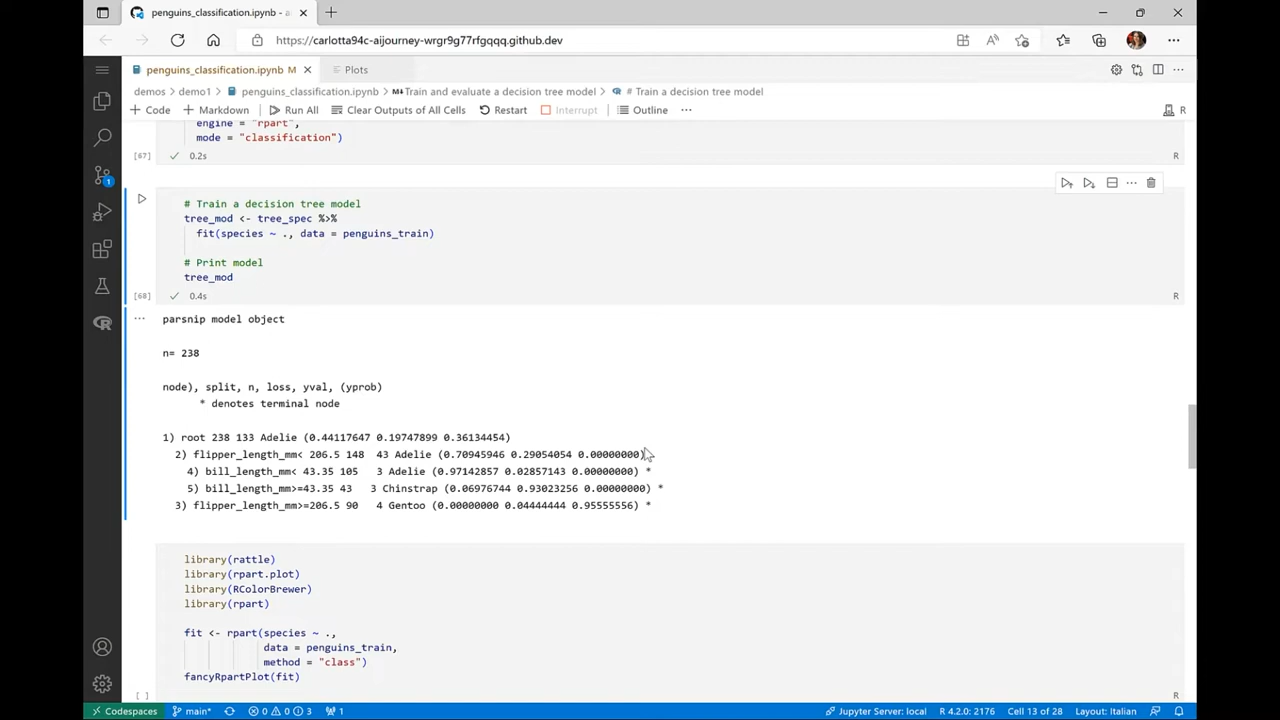 penguins_classification.ipynb - a
https://carlotta94c-aijourney-wrgr9g77rfgqqq.github.dev
penguins_classification.ipynb M
Plots
demos > demo1 > penguins_classification.ipynb > Train and evaluate a decision tree model > # Train a decision tree model
+ Code + Markdown Run All Clear Outputs of All Cells Restart Interrupt Outline ... R
engine = "rpart",
mode = "classification")
[67] 0.2s R
# Train a decision tree model
tree_mod <- tree_spec %>%
fit(species ~ ., data = penguins_train)
# Print model
tree_mod
[68] 0.4s R
parsnip model object
n= 238
node), split, n, loss, yval, (yprob)
* denotes terminal node
1) root 238 133 Adelie (0.44117647 0.19747899 0.36134454)
2) flipper_length_mm< 206.5 148 43 Adelie (0.70945946 0.29054054 0.00000000)
4) bill_length_mm< 43.35 105 3 Adelie (0.97142857 0.02857143 0.00000000) *
5) bill_length_mm>=43.35 43 3 Chinstrap (0.06976744 0.93023256 0.00000000) *
3) flipper_length_mm>=206.5 90 4 Gentoo (0.00000000 0.04444444 0.95555556) *
library(rattle)
library(rpart.plot)
library(RColorBrewer)
library(rpart)
fit <- rpart(species ~ .,
data = penguins_train,
method = "class")
fancyRpartPlot(fit)
[ ] R
Codespaces main* 0 0 3 1 Jupyter Server: local R 4.2.0: 2176 Cell 13 of 28 Layout: Italian